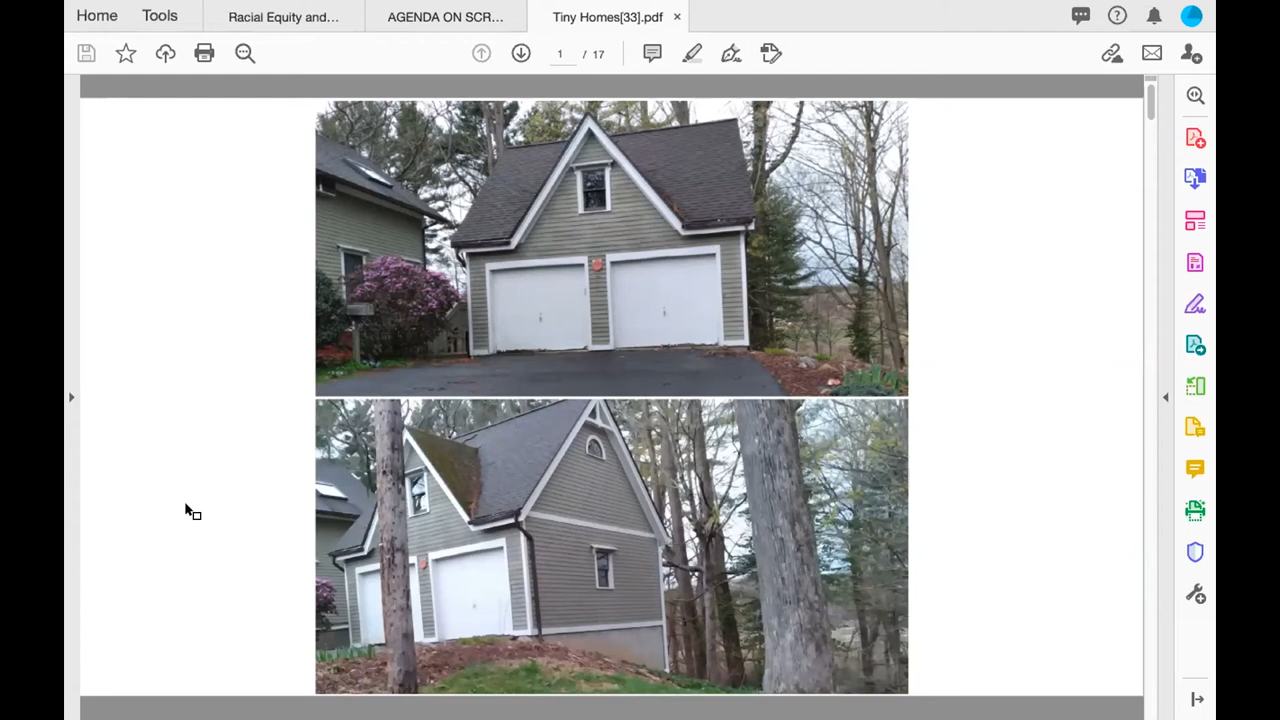 Home
Tools
Racial Equity and...
AGENDA ON SCR...
Tiny Homes[33].pdf
1 / 17